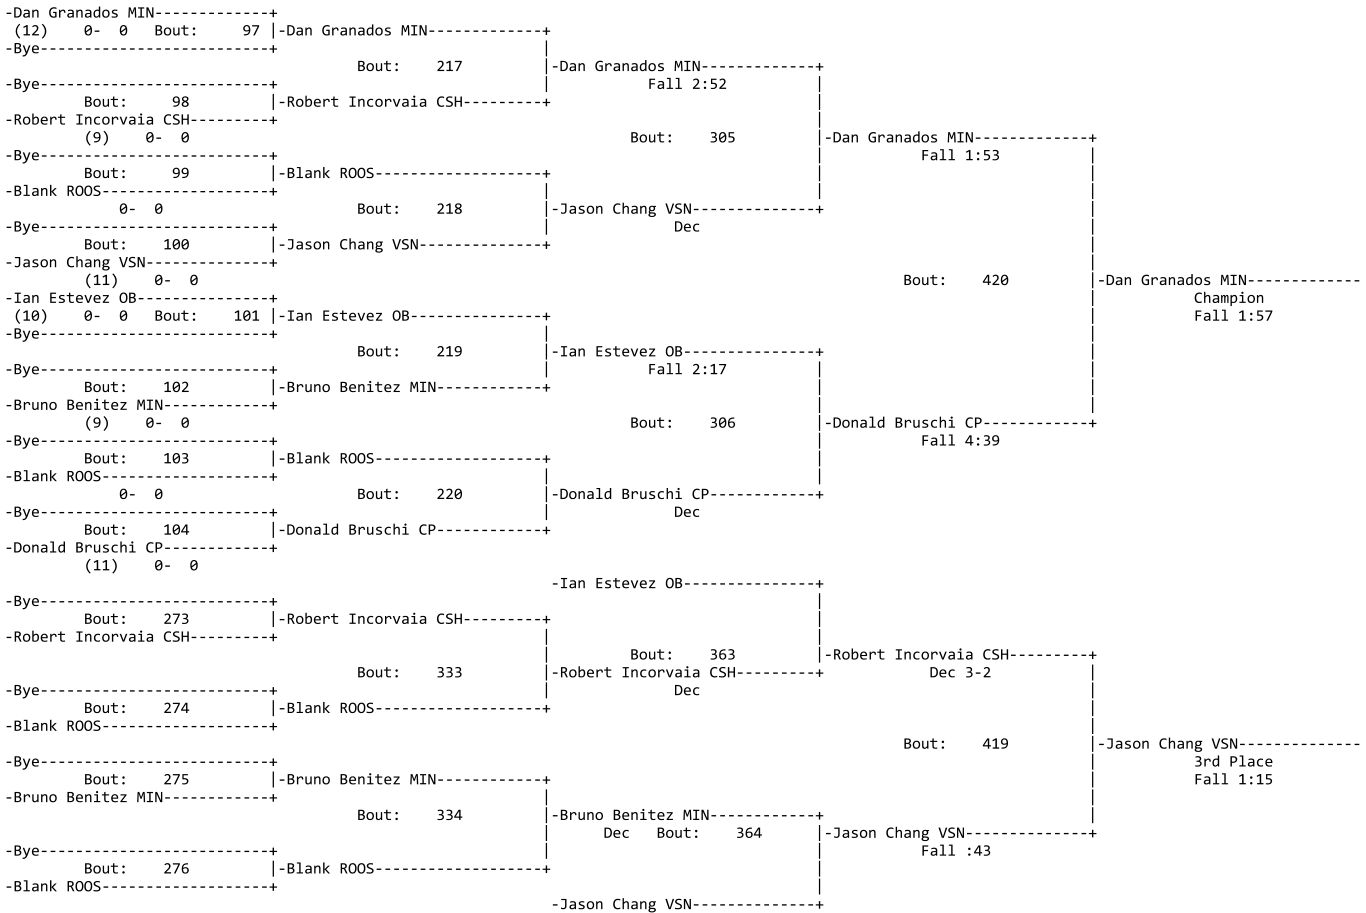 -Dan Granados MIN-------------+
(12)    0-  0   Bout:     97 |-Dan Granados MIN-------------+
-Bye--------------------------+                              |
Bout:    217         |-Dan Granados MIN-------------+
-Bye--------------------------+                              |           Fall 2:52          |
Bout:     98         |-Robert Incorvaia CSH---------+                              |
-Robert Incorvaia CSH---------+                                                             |
(9)    0-  0                                                  Bout:    305         |-Dan Granados MIN-------------+
-Bye--------------------------+                                                             |           Fall 1:53          |
Bout:     99         |-Blank ROOS-------------------+                              |                              |
-Blank ROOS-------------------+                              |                              |                              |
0-  0                      Bout:    218         |-Jason Chang VSN--------------+                              |
-Bye--------------------------+                              |              Dec                                            |
Bout:    100         |-Jason Chang VSN--------------+                                                             |
-Jason Chang VSN--------------+                                                                                            |
(11)    0-  0                                                                                Bout:    420         |-Dan Granados MIN-------------
-Ian Estevez OB---------------+                                                                                            |           Champion
(10)    0-  0   Bout:    101 |-Ian Estevez OB---------------+                                                             |           Fall 1:57
-Bye--------------------------+                              |                                                             |
Bout:    219         |-Ian Estevez OB---------------+                              |
-Bye--------------------------+                              |           Fall 2:17          |                              |
Bout:    102         |-Bruno Benitez MIN------------+                              |                              |
-Bruno Benitez MIN------------+                                                             |                              |
(9)    0-  0                                                  Bout:    306         |-Donald Bruschi CP------------+
-Bye--------------------------+                                                             |           Fall 4:39
Bout:    103         |-Blank ROOS-------------------+                              |
-Blank ROOS-------------------+                              |                              |
0-  0                      Bout:    220         |-Donald Bruschi CP------------+
-Bye--------------------------+                              |              Dec
Bout:    104         |-Donald Bruschi CP------------+
-Donald Bruschi CP------------+
(11)    0-  0
-Ian Estevez OB---------------+
-Bye--------------------------+                                                             |
Bout:    273         |-Robert Incorvaia CSH---------+                              |
-Robert Incorvaia CSH---------+                              |                              |
|         Bout:    363         |-Robert Incorvaia CSH---------+
Bout:    333         |-Robert Incorvaia CSH---------+            Dec 3-2           |
-Bye--------------------------+                              |              Dec                                            |
Bout:    274         |-Blank ROOS-------------------+                                                             |
-Blank ROOS-------------------+                                                                                            |
Bout:    419         |-Jason Chang VSN--------------
-Bye--------------------------+                                                                                            |           3rd Place
Bout:    275         |-Bruno Benitez MIN------------+                                                             |           Fall 1:15
-Bruno Benitez MIN------------+                              |                                                             |
Bout:    334         |-Bruno Benitez MIN------------+                              |
|      Dec   Bout:    364      |-Jason Chang VSN--------------+
-Bye--------------------------+                              |                              |           Fall :43
Bout:    276         |-Blank ROOS-------------------+                              |
-Blank ROOS-------------------+                                                             |
-Jason Chang VSN--------------+